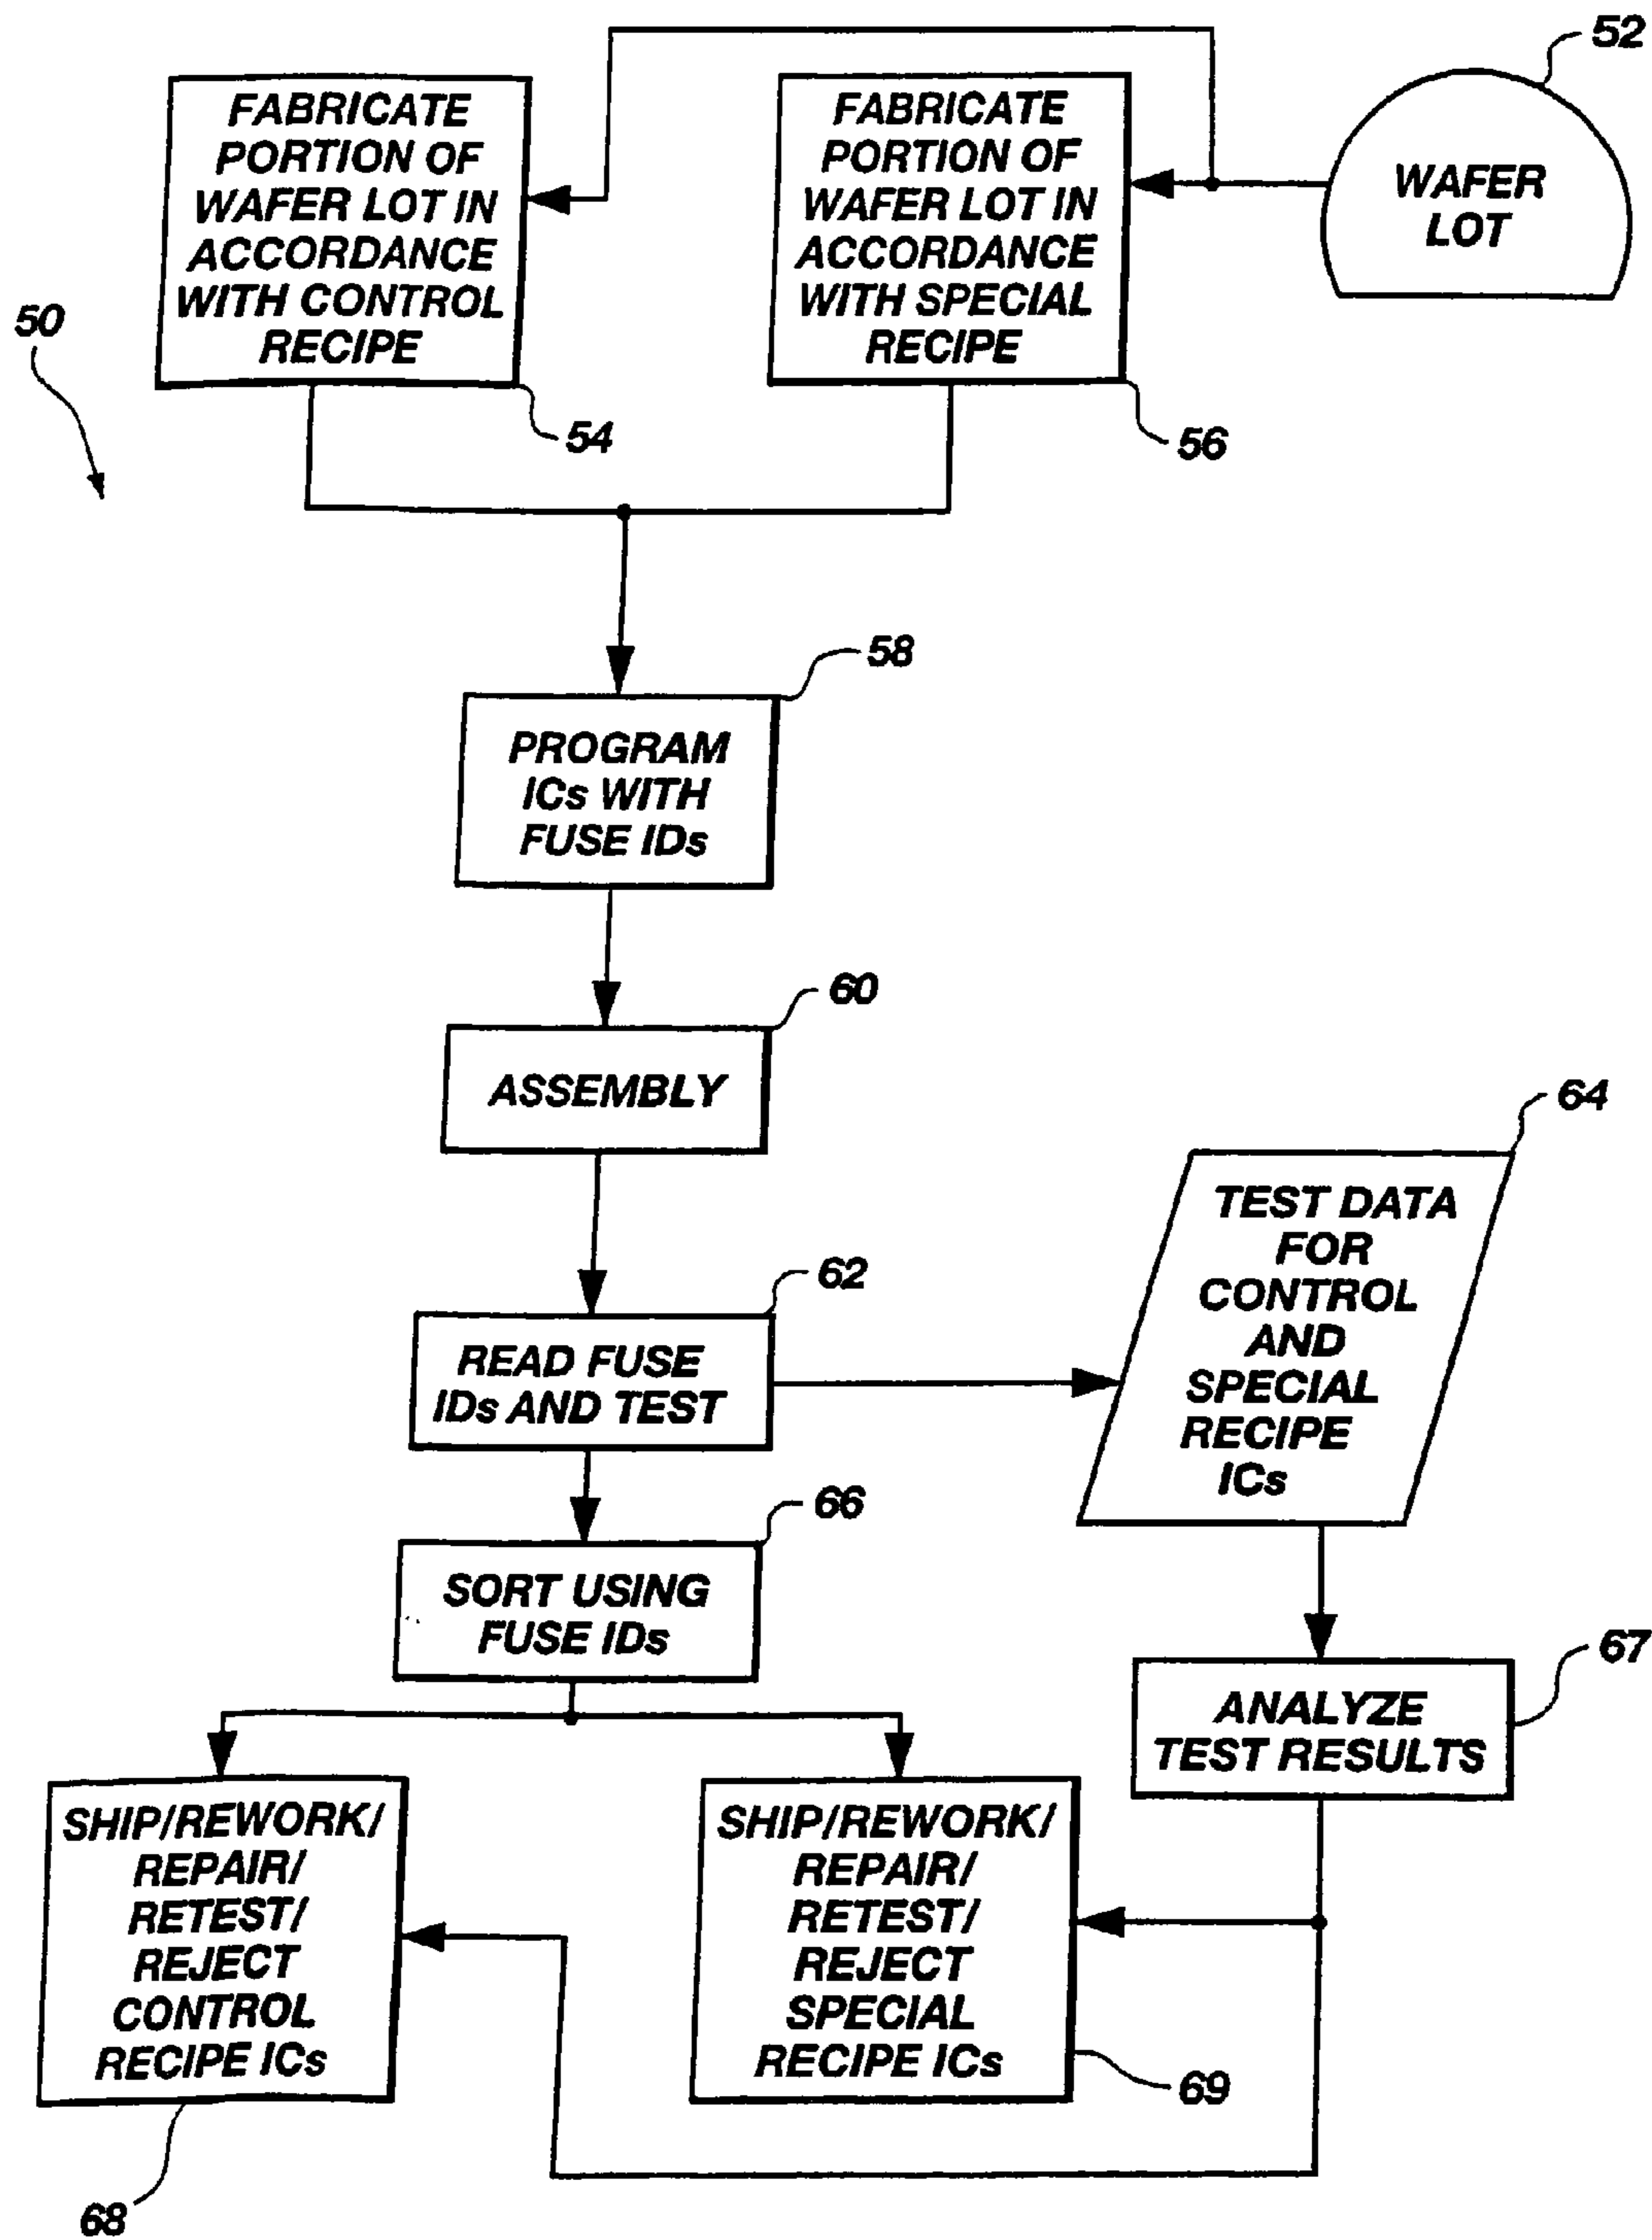 52
FABRICATE
PORTION OF
WAFER LOT IN
ACCORDANCE
WITH CONTROL
RECIPE
FABRICATE
PORTION OF
WAFER LOT IN
ACCORDANCE
WITH SPECIAL
RECIPE
WAFER
LOT
50
54
56
58
PROGRAM
ICs WITH
FUSE IDs
60
ASSEMBLY
64
TEST DATA
FOR
CONTROL
AND
SPECIAL
RECIPE
ICs
62
READ FUSE
IDs AND TEST
66
SORT USING
FUSE IDs
67
ANALYZE
TEST RESULTS
SHIP/REWORK/
REPAIR/
RETEST/
REJECT
CONTROL
RECIPE ICs
SHIP/REWORK/
REPAIR/
RETEST/
REJECT
SPECIAL
RECIPE ICs
69
68